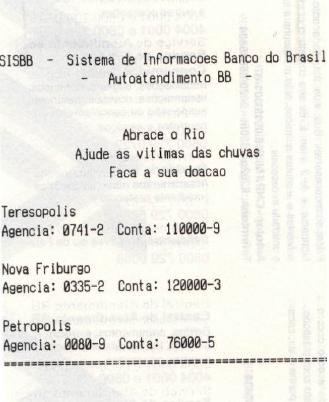 SISBB - Sistema de Informacoes Banco do Brasil
- Autoatendimento BB -
Abrace o Rio
Ajude as vitimas das chuvas
Faca a sua doacao
Teresopolis
Agencia: 0741-2 Conta: 110000-9
Nova Friburgo
Agencia: 0335-2 Conta: 120000-3
Petropolis
Agencia: 0080-9 Conta: 76000-5
==================================================